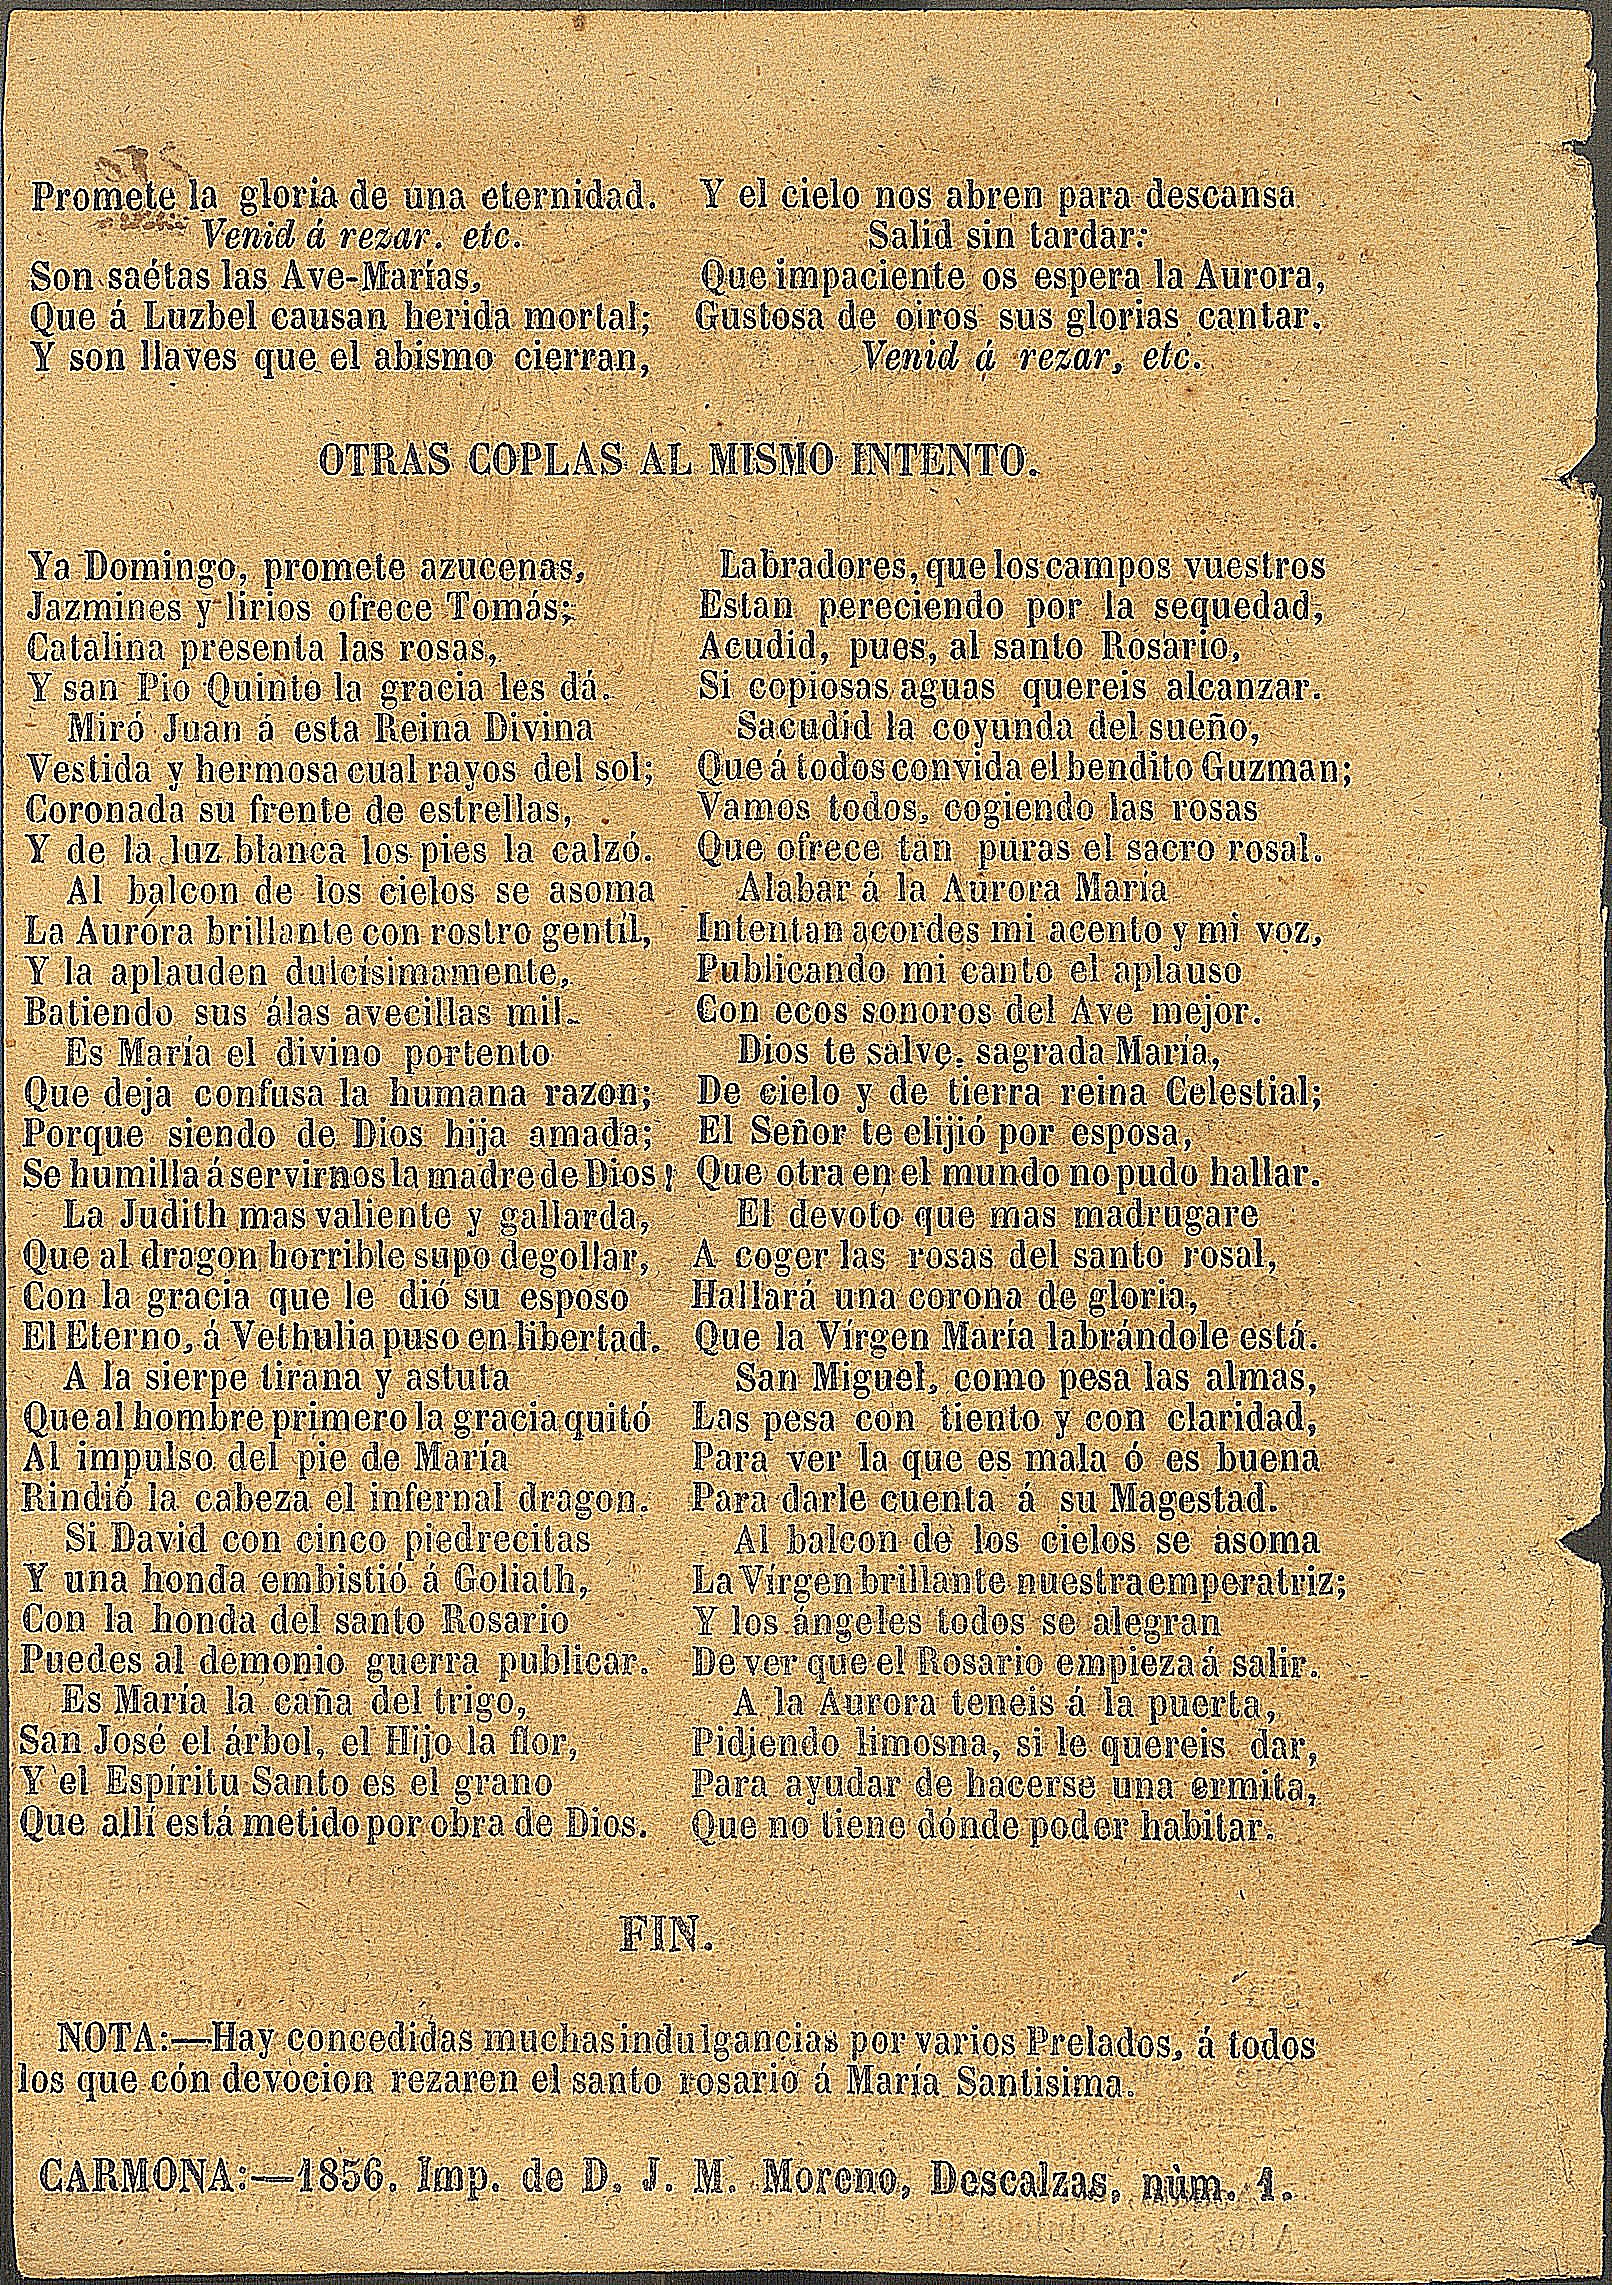 Promete la gloria de una eternidad.
Venid á rezar. etc.
Son saétas las Ave-Marías,
Que á Luzbel causan herida mortal;
Y son llaves que el abismo cierran,
Y el cielo nos abren para descansa
Salid sin tardar:
Que impaciente os espera la Aurora,
Gustosa de oiros sus glorias cantar.
Venid á rezar, etc.
OTRAS COPLAS AL MISMO INTENTO.
Ya Domingo, promete azucenas,
Jazmines y lirios ofrece Tomás;
Catalina presenta las rosas,
Y san Pio Quinto la gracia les dá.
Miró Juan á esta Reina Divina
Vestida y hermosa cual rayos del sol;
Coronada su frente de estrellas,
Y de la luz blanca los pies la calzó.
Al balcon de los cielos se asoma
La Auróra brillante con rostro gentil,
Y la aplauden dulcísimamente,
Batiendo sus álas avecillas mil.
Es María el divino portento
Que deja confusa la humana razon;
Porque siendo de Dios hija amada;
Se humilla á servirnos la madre de Dios!
La Judith mas valiente y gallarda,
Que al dragon horrible supo degollar,
Con la gracia que le dió su esposo
El Eterno, á Vethulia puso en libertad.
A la sierpe tirana y astuta
Que al hombre primero la gracia quitó
Al impulso del pie de María
Rindió la cabeza el infernal dragon.
Si David con cinco piedrecitas
Y una honda embistió á Goliath,
Con la honda del santo Rosario
Puedes al demonio guerra publicar.
Es María la caña del trigo,
San José el árbol, el Hijo la flor,
Y el Espíritu Santo es el grano
Que allí está metido por obra de Dios.
Labradores, que los campos vuestros
Estan pereciendo por la sequedad,
Acudid, pues, al santo Rosario,
Si copiosas aguas quereis alcanzar.
Sacudid la coyunda del sueño,
Que á todos convida el bendito Guzman;
Vamos todos, cogiendo las rosas
Que ofrece tan puras el sacro rosal.
Alabar á la Aurora María
Intentan acordes mi acento y mi voz,
Publicando mi canto el aplauso
Con ecos sonoros del Ave mejor.
Dios te salve, sagrada María,
De cielo y de tierra reina Celestial;
El Señor te elijió por esposa,
Que otra en el mundo no pudo hallar.
El devoto que mas madrugare
A coger las rosas del santo rosal,
Hallará una corona de gloria,
Que la Vírgen María labrándole está.
San Miguel, como pesa las almas,
Las pesa con tiento y con claridad,
Para ver la que es mala ó es buena
Para darle cuenta á su Magestad.
Al balcon de los cielos se asoma
La Vírgen brillante nuestra emperatriz;
Y los ángeles todos se alegran
De ver que el Rosario empieza á salir.
A la Aurora teneis á la puerta,
Pidiendo limosna, si le quereis dar,
Para ayudar de hacerse una ermita,
Que no tiene dónde poder habitar.
FIN.
NOTA:—Hay concedidas muchas indulgancias por varios Prelados, á todos
los que cón devocion rezaren el santo rosario á María Santisima.
CARMONA:—1856. Imp. de D. J. M. Moreno, Descalzas, nùm. 1.